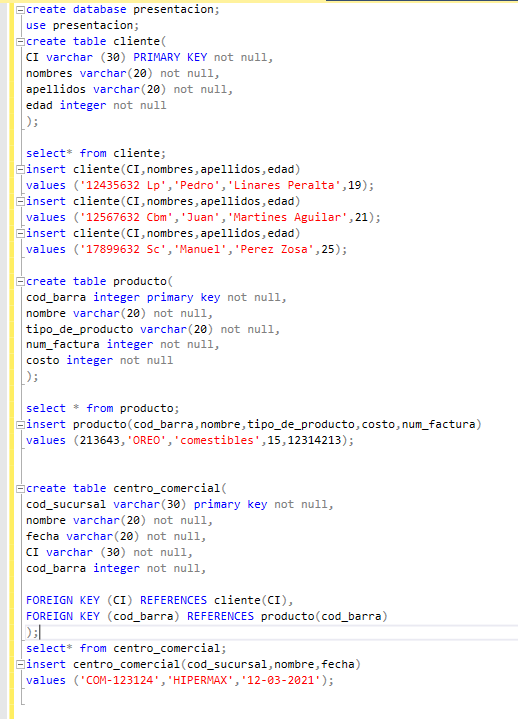 create database presentacion;
use presentacion;
create table cliente(
CI varchar (30) PRIMARY KEY not null,
nombres varchar(20) not null,
apellidos varchar(20) not null,
edad integer not null
);
select* from cliente;
insert cliente(CI,nombres,apellidos,edad)
values ('12435632 Lp','Pedro','Linares Peralta',19);
insert cliente(CI,nombres,apellidos,edad)
values ('12567632 Cbm','Juan','Martines Aguilar',21);
insert cliente(CI,nombres,apellidos,edad)
values ('17899632 Sc','Manuel','Perez Zosa',25);
create table producto(
cod_barra integer primary key not null,
nombre varchar(20) not null,
tipo_de_producto varchar(20) not null,
num_factura integer not null,
costo integer not null
);
select * from producto;
insert producto(cod_barra,nombre,tipo_de_producto,costo,num_factura)
values (213643,'OREO','comestibles',15,12314213);
create table centro_comercial(
cod_sucursal varchar(30) primary key not null,
nombre varchar(20) not null,
fecha varchar(20) not null,
CI varchar (30) not null,
cod_barra integer not null,
FOREIGN KEY (CI) REFERENCES cliente(CI),
FOREIGN KEY (cod_barra) REFERENCES producto(cod_barra)
);
select* from centro_comercial;
insert centro_comercial(cod_sucursal,nombre,fecha)
values ('COM-123124','HIPERMAX','12-03-2021');